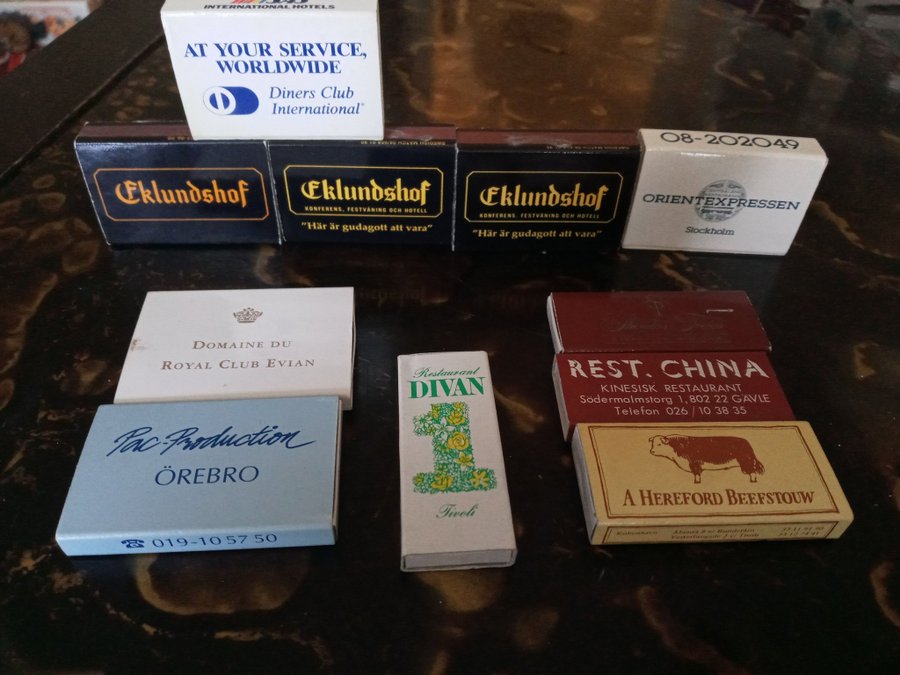 INTERNATIONAL HOTELS
AT YOUR SERVICE,
WORLDWIDE
Diners Club
International®
Eklundshof
Eklundshof
KONFERENS, FESTVÅNING OCH HOTELL
"Här är gudagott att vara"
Eklundshof
KONFERENS, FESTVÅNING OCH HOTELL
"Här är gudagott att vara"
08-202049
ORIENTEXPRESSEN
Stockholm
DOMAINE DU
ROYAL CLUB EVIAN
Pac-Production
ÖREBRO
☎ 019-10 57 50
Restaurant
DIVAN
1
Tivoli
REST. CHINA
KINESISK RESTAURANT
Södermalmstorg 1, 802 22 GÄVLE
Telefon 026 / 10 38 35
A HEREFORD BEEFSTOUW
København